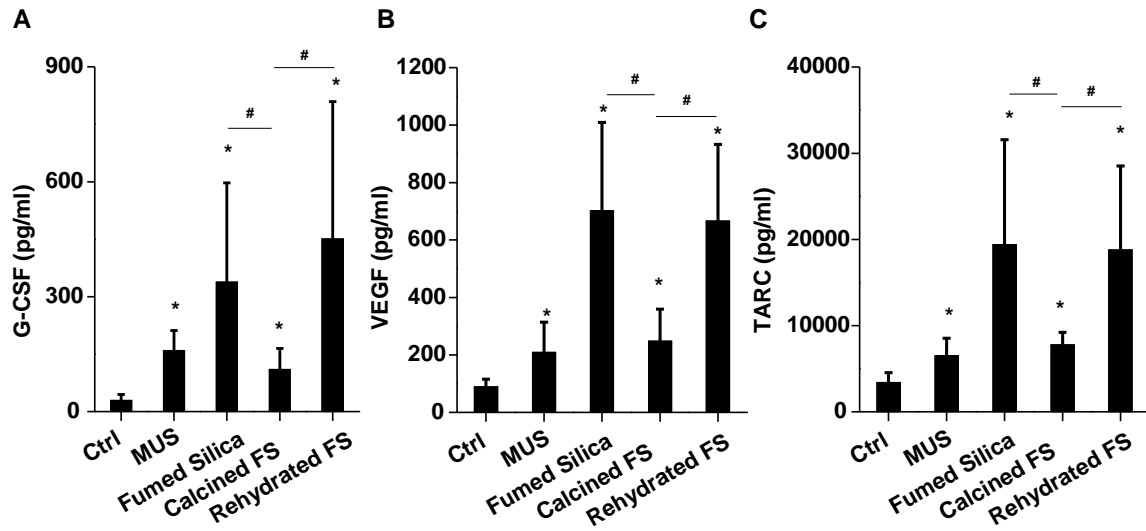 A
G-CSF (pg/ml)
900
600
300
0
#
#
*
*
*
*
Ctrl
MUS
Fumed Silica
Calcined FS
Rehydrated FS
B
VEGF (pg/ml)
1200
1000
800
600
400
200
0
#
#
*
*
*
*
Ctrl
MUS
Fumed Silica
Calcined FS
Rehydrated FS
C
TARC (pg/ml)
40000
30000
20000
10000
0
#
#
*
*
*
*
Ctrl
MUS
Fumed Silica
Calcined FS
Rehydrated FS